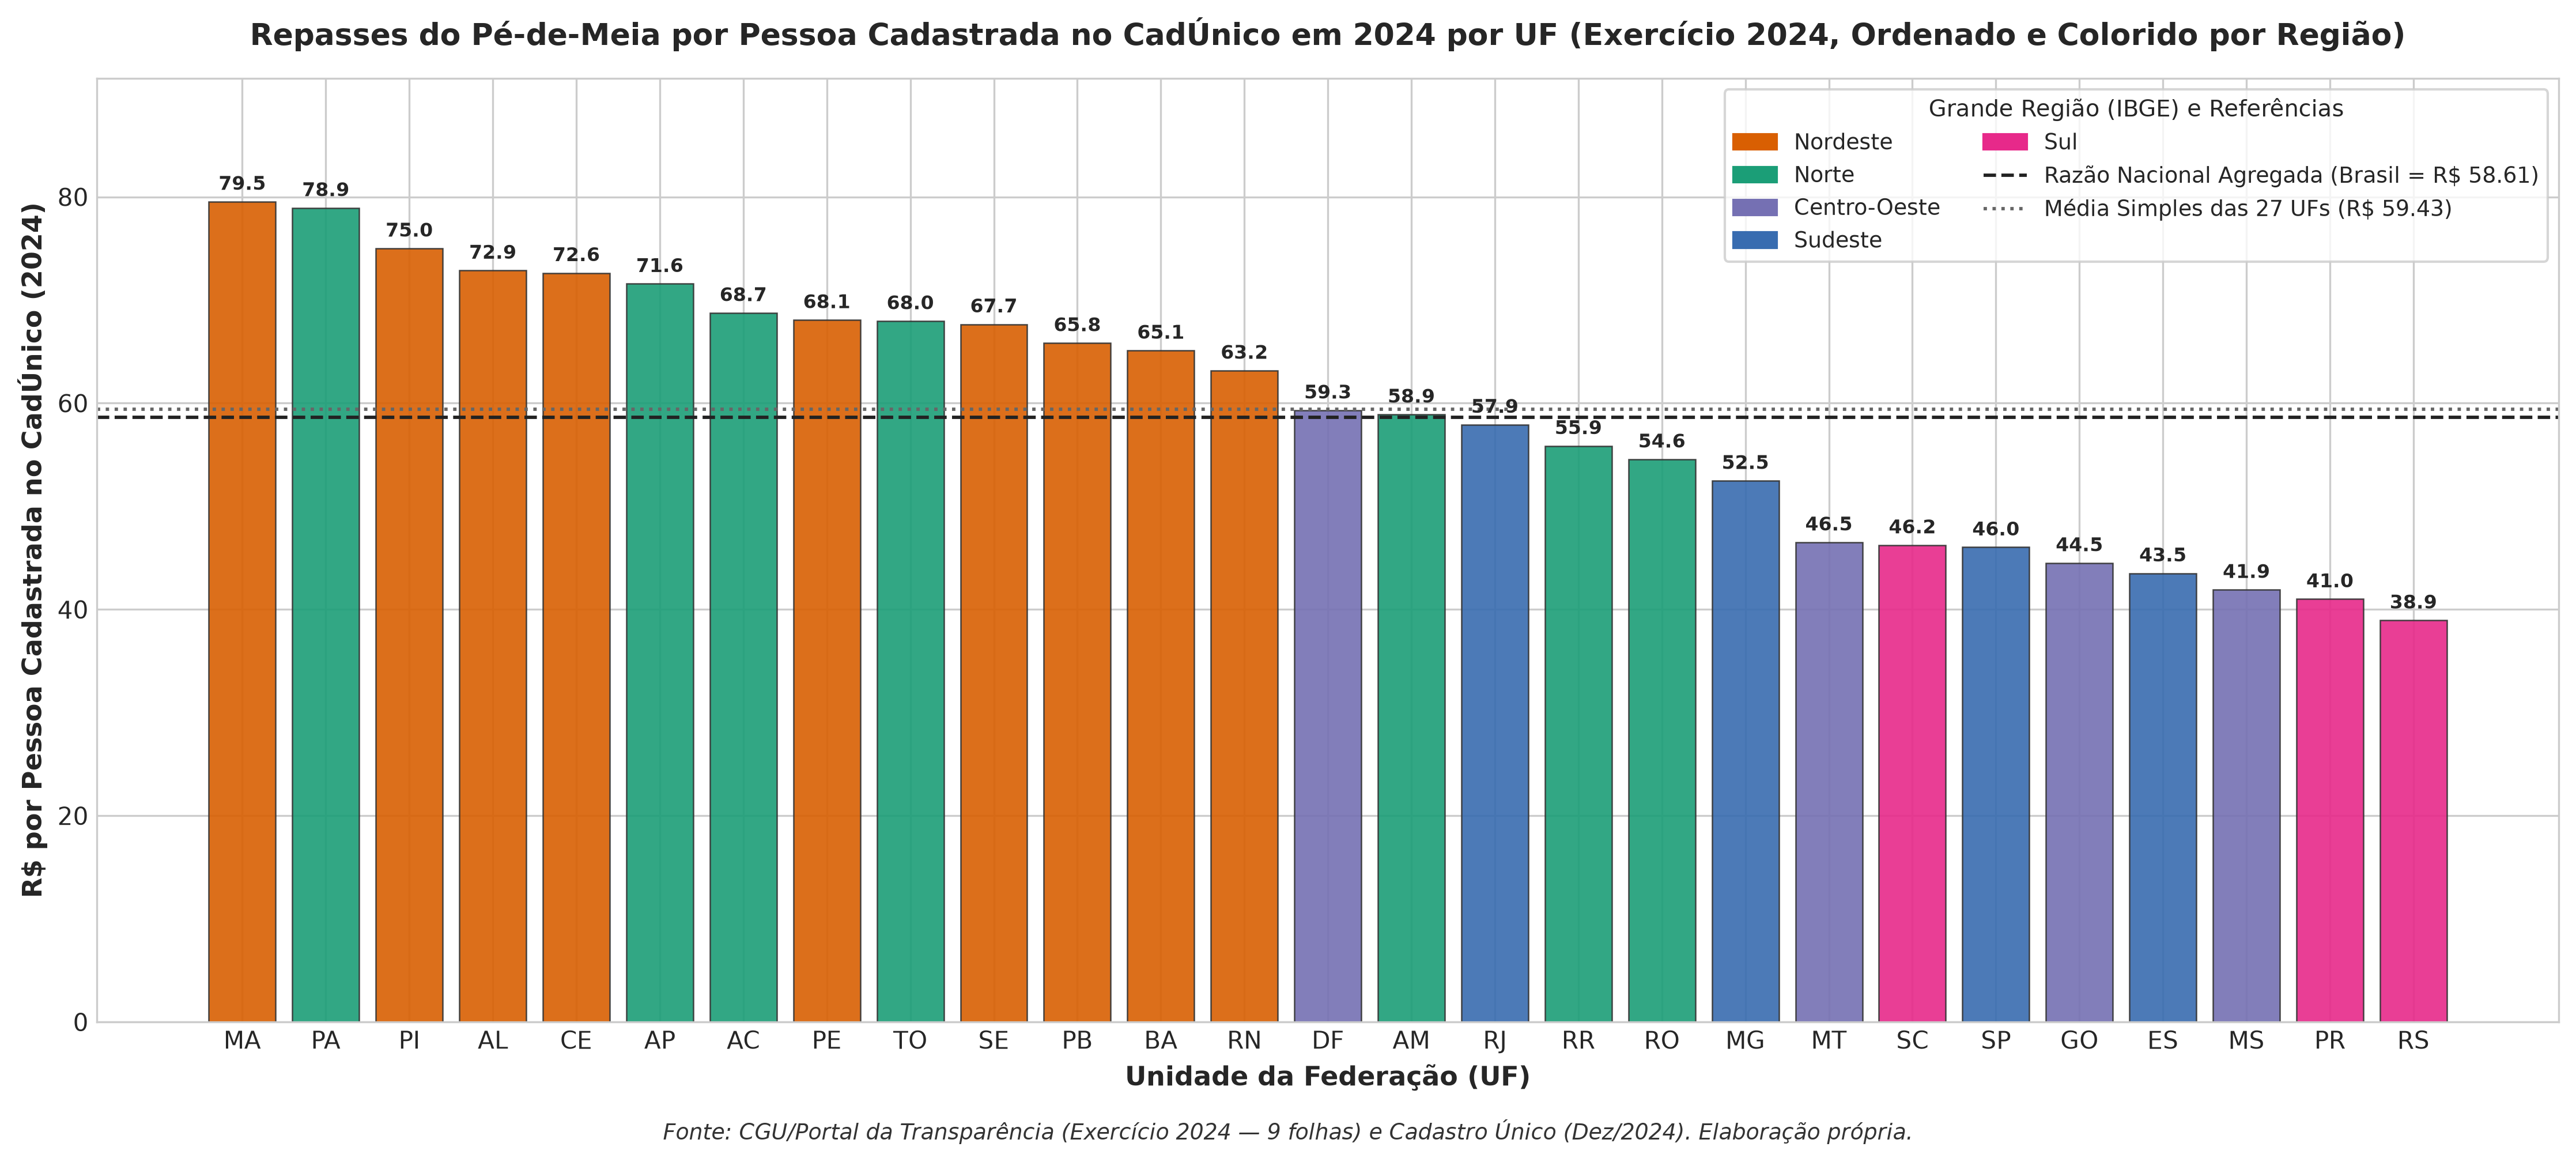 Repasses do Pé-de-Meia por Pessoa Cadastrada no CadÚnico em 2024 por UF (Exercício 2024, Ordenado e Colorido por Região)
R$ por Pessoa Cadastrada no CadÚnico (2024)
80
60
40
20
0
Grande Região (IBGE) e Referências
Nordeste
Norte
Centro-Oeste
Sudeste
Sul
Razão Nacional Agregada (Brasil = R$ 58.61)
Média Simples das 27 UFs (R$ 59.43)
79.5 78.9 75.0 72.9 72.6 71.6 68.7 68.1 68.0 67.7 65.8 65.1 63.2 59.3 58.9 57.9 55.9 54.6 52.5 46.5 46.2 46.0 44.5 43.5 41.9 41.0 38.9
MA PA PI AL CE AP AC PE TO SE PB BA RN DF AM RJ RR RO MG MT SC SP GO ES MS PR RS
Unidade da Federação (UF)
Fonte: CGU/Portal da Transparência (Exercício 2024 — 9 folhas) e Cadastro Único (Dez/2024). Elaboração própria.